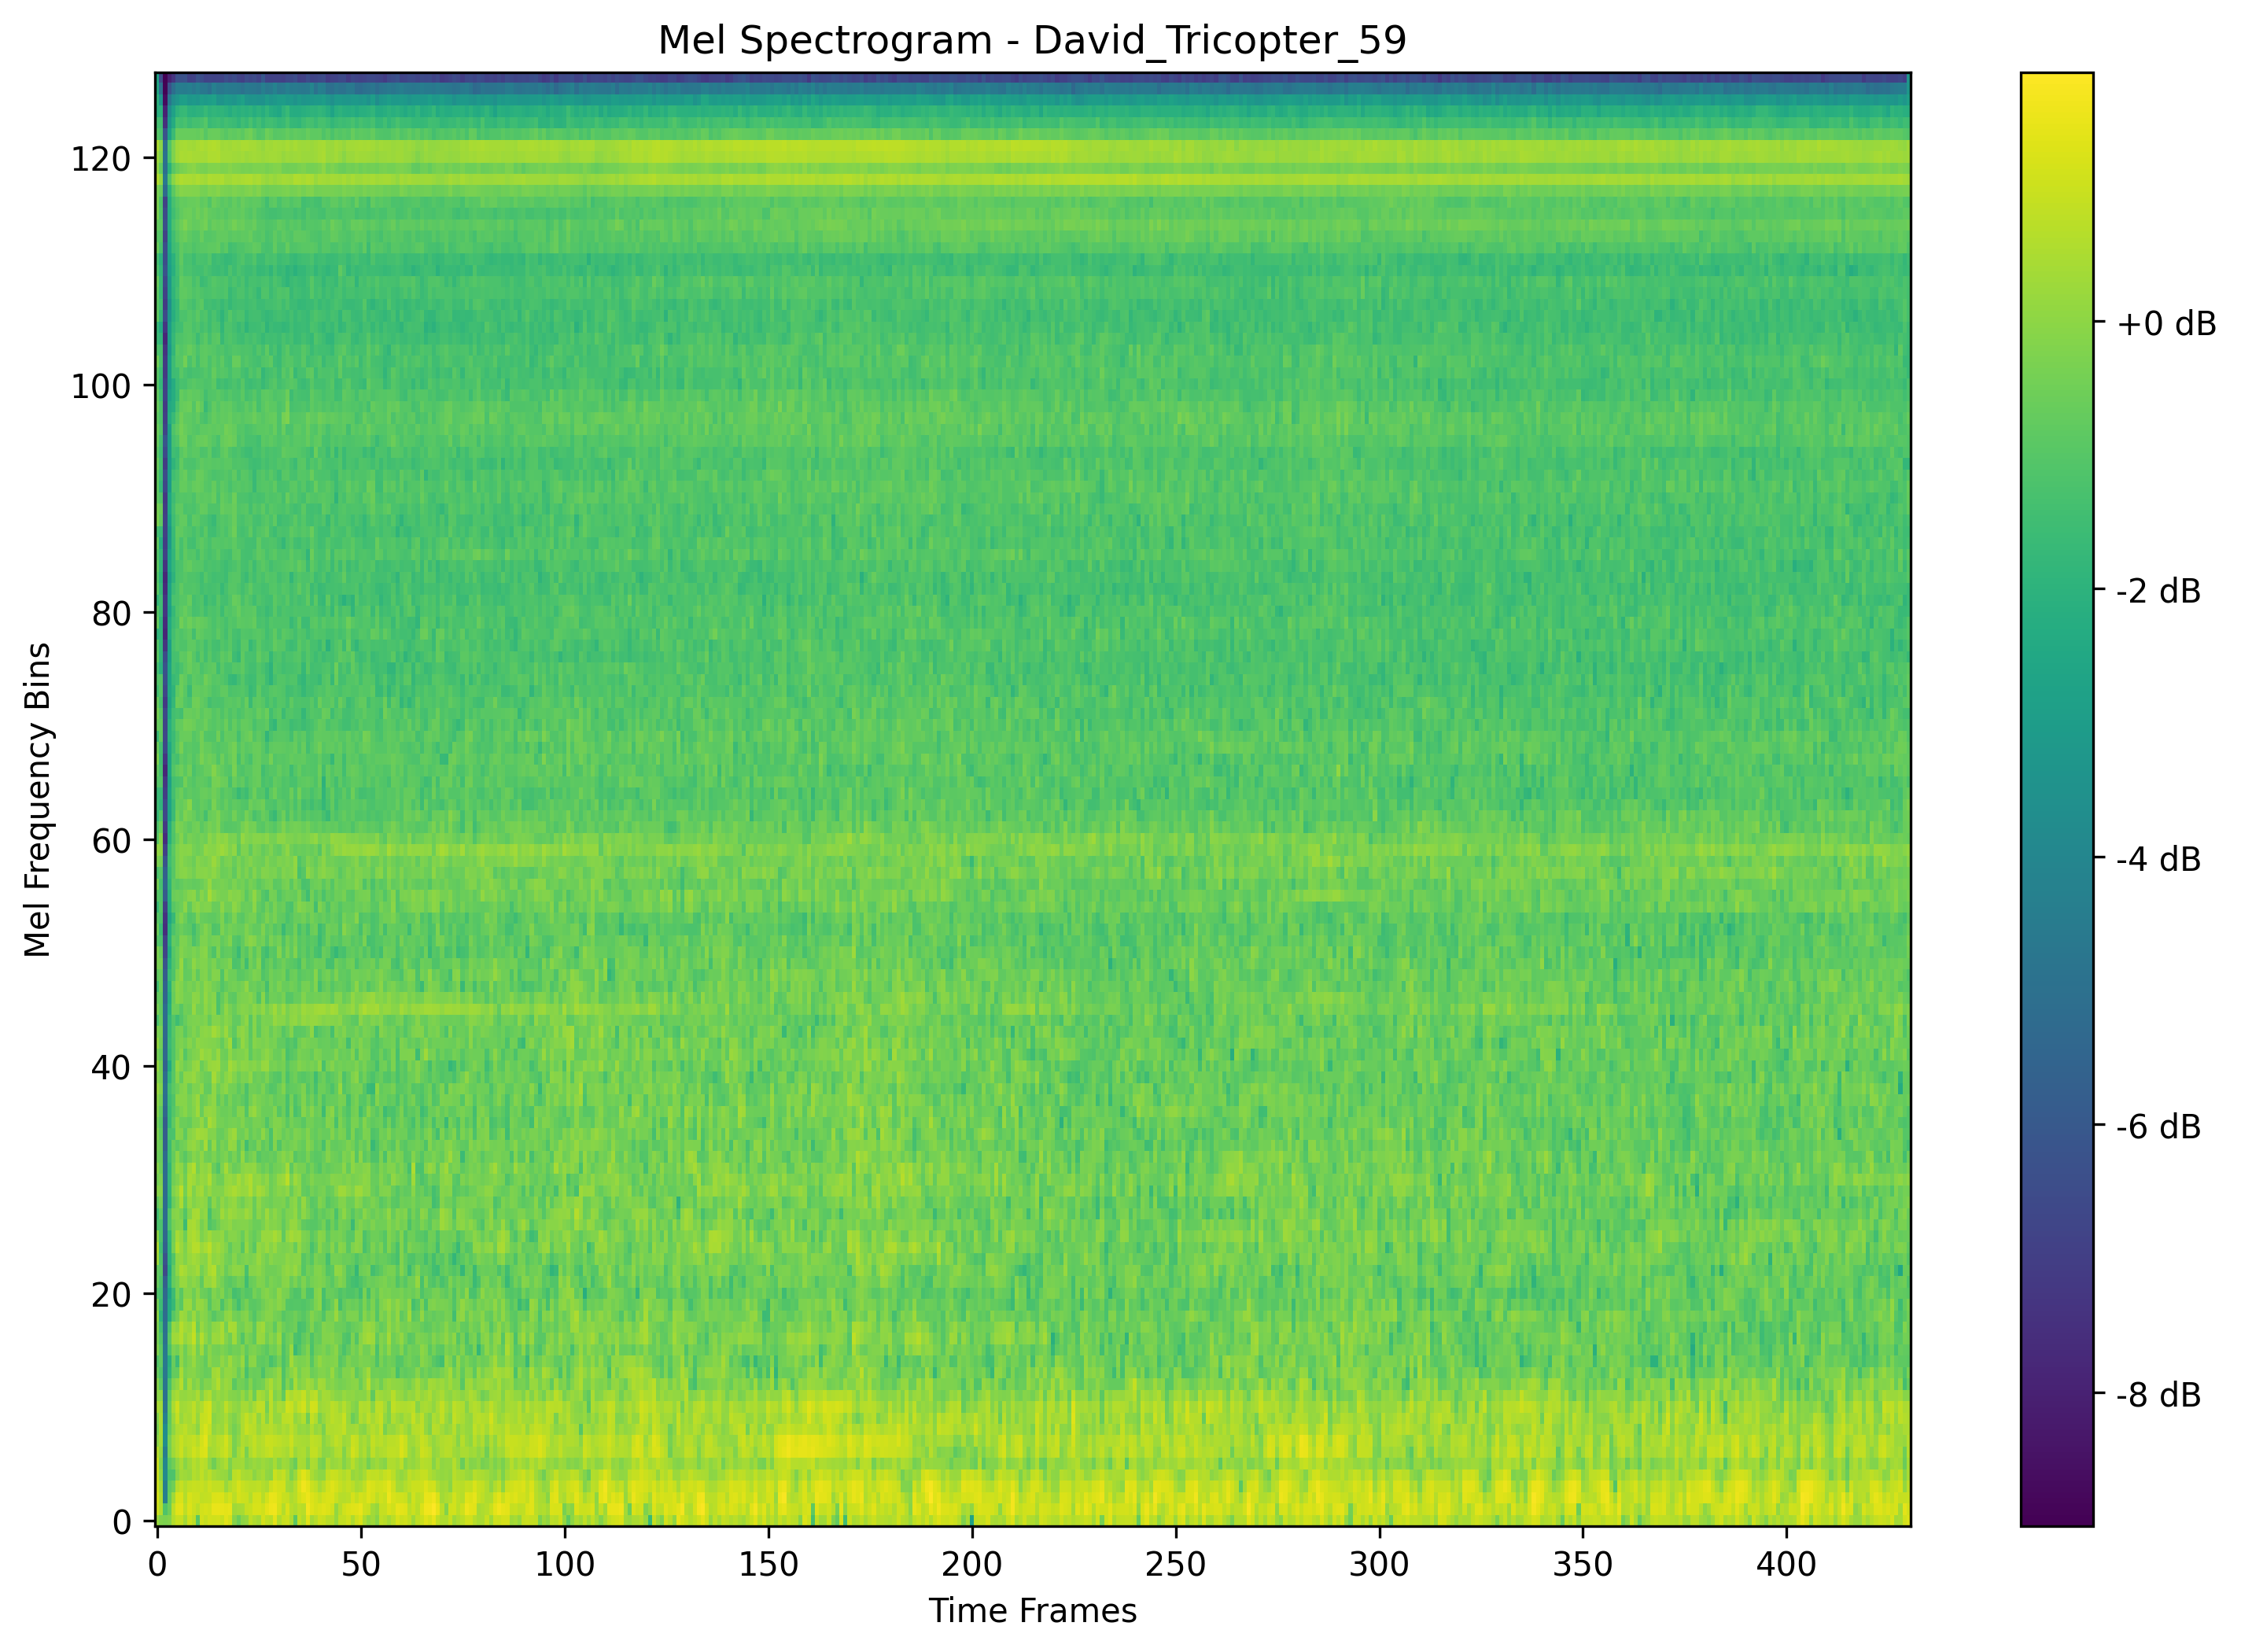 Mel Spectrogram - David_Tricopter_59
Mel Frequency Bins
120
100
80
60
40
20
0
0 50 100 150 200 250 300 350 400
Time Frames
+0 dB
-2 dB
-4 dB
-6 dB
-8 dB